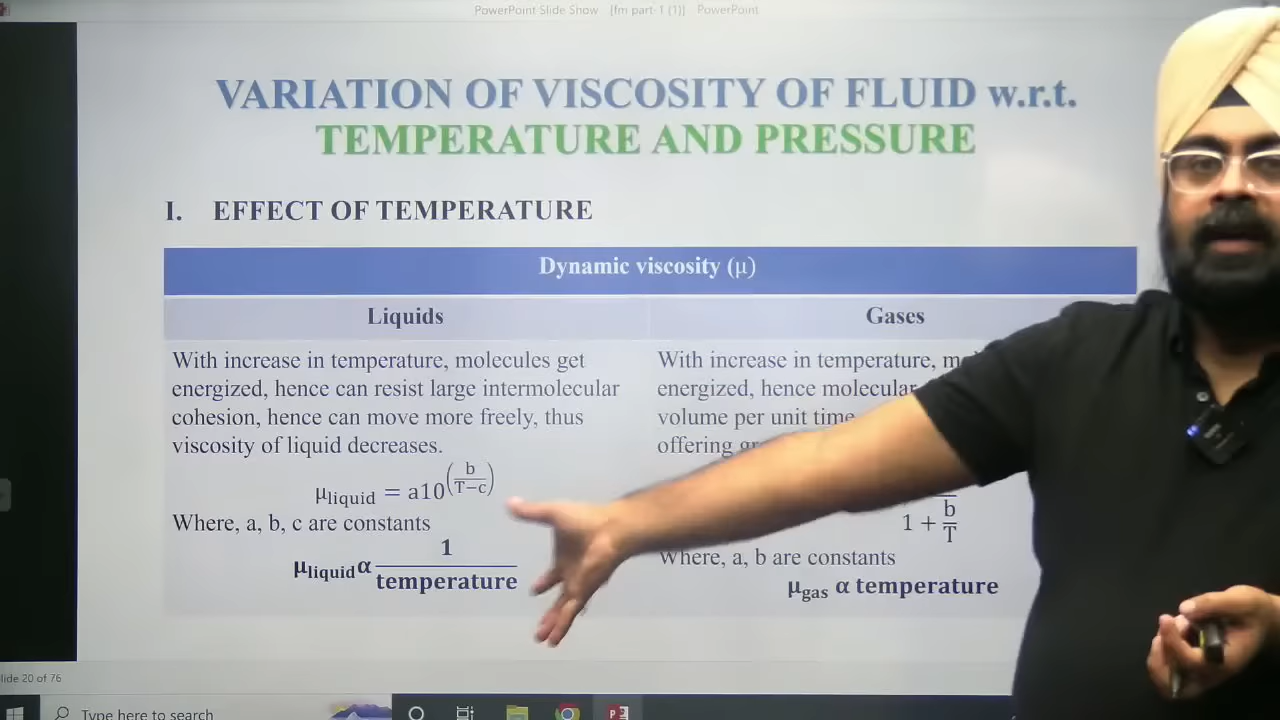 PowerPoint Slide Show - [fm part-1 (1)] - PowerPoint
VARIATION OF VISCOSITY OF FLUID w.r.t.
TEMPERATURE AND PRESSURE
I. EFFECT OF TEMPERATURE
Dynamic viscosity (μ)
Liquids
Gases
With increase in temperature, molecules get
energized, hence can resist large intermolecular
cohesion, hence can move more freely, thus
viscosity of liquid decreases.
μliquid = a10^(b/(T−c))
Where, a, b, c are constants
μliquid α 1/temperature
With increase in temperature,
energized, hence molecular
volume per unit time
offering
1 + b/T
Where, a, b are constants
μgas α temperature
lide 20 of 76
Type here to search